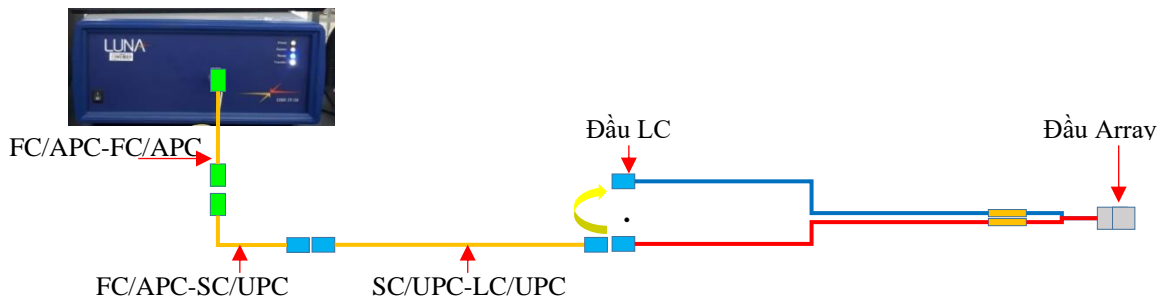 LUNA
Đầu LC
Đầu Array
FC/APC-FC/APC
FC/APC-SC/UPC
SC/UPC-LC/UPC